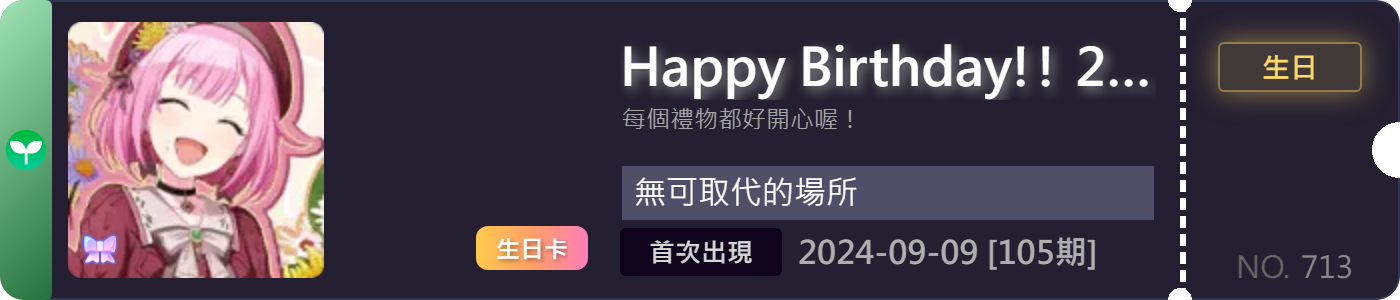 Happy Birthday!! 2...
每個禮物都好開心喔！
無可取代的場所
生日卡
首次出現
2024-09-09 [105期]
生日
NO. 713